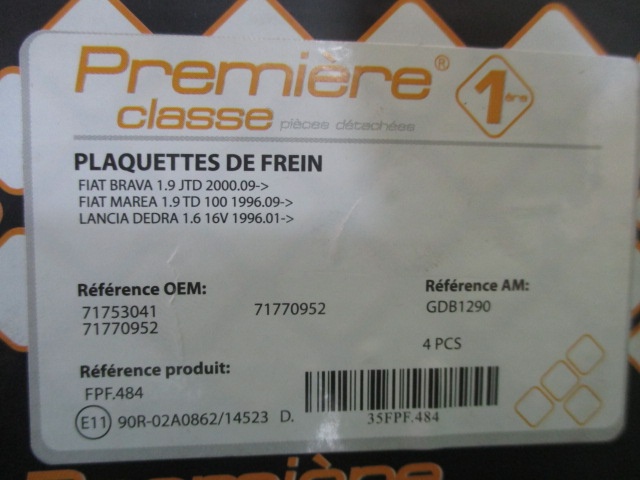 Première®
classe pièces détachées
1ère
PLAQUETTES DE FREIN
FIAT BRAVA 1.9 JTD 2000.09->
FIAT MAREA 1.9 TD 100 1996.09->
LANCIA DEDRA 1.6 16V 1996.01->
Référence OEM:
71753041 71770952
71770952
Référence AM:
GDB1290
4 PCS
Référence produit:
FPF.484
E11 90R-02A0862/14523 D.
35FPF.484
Première